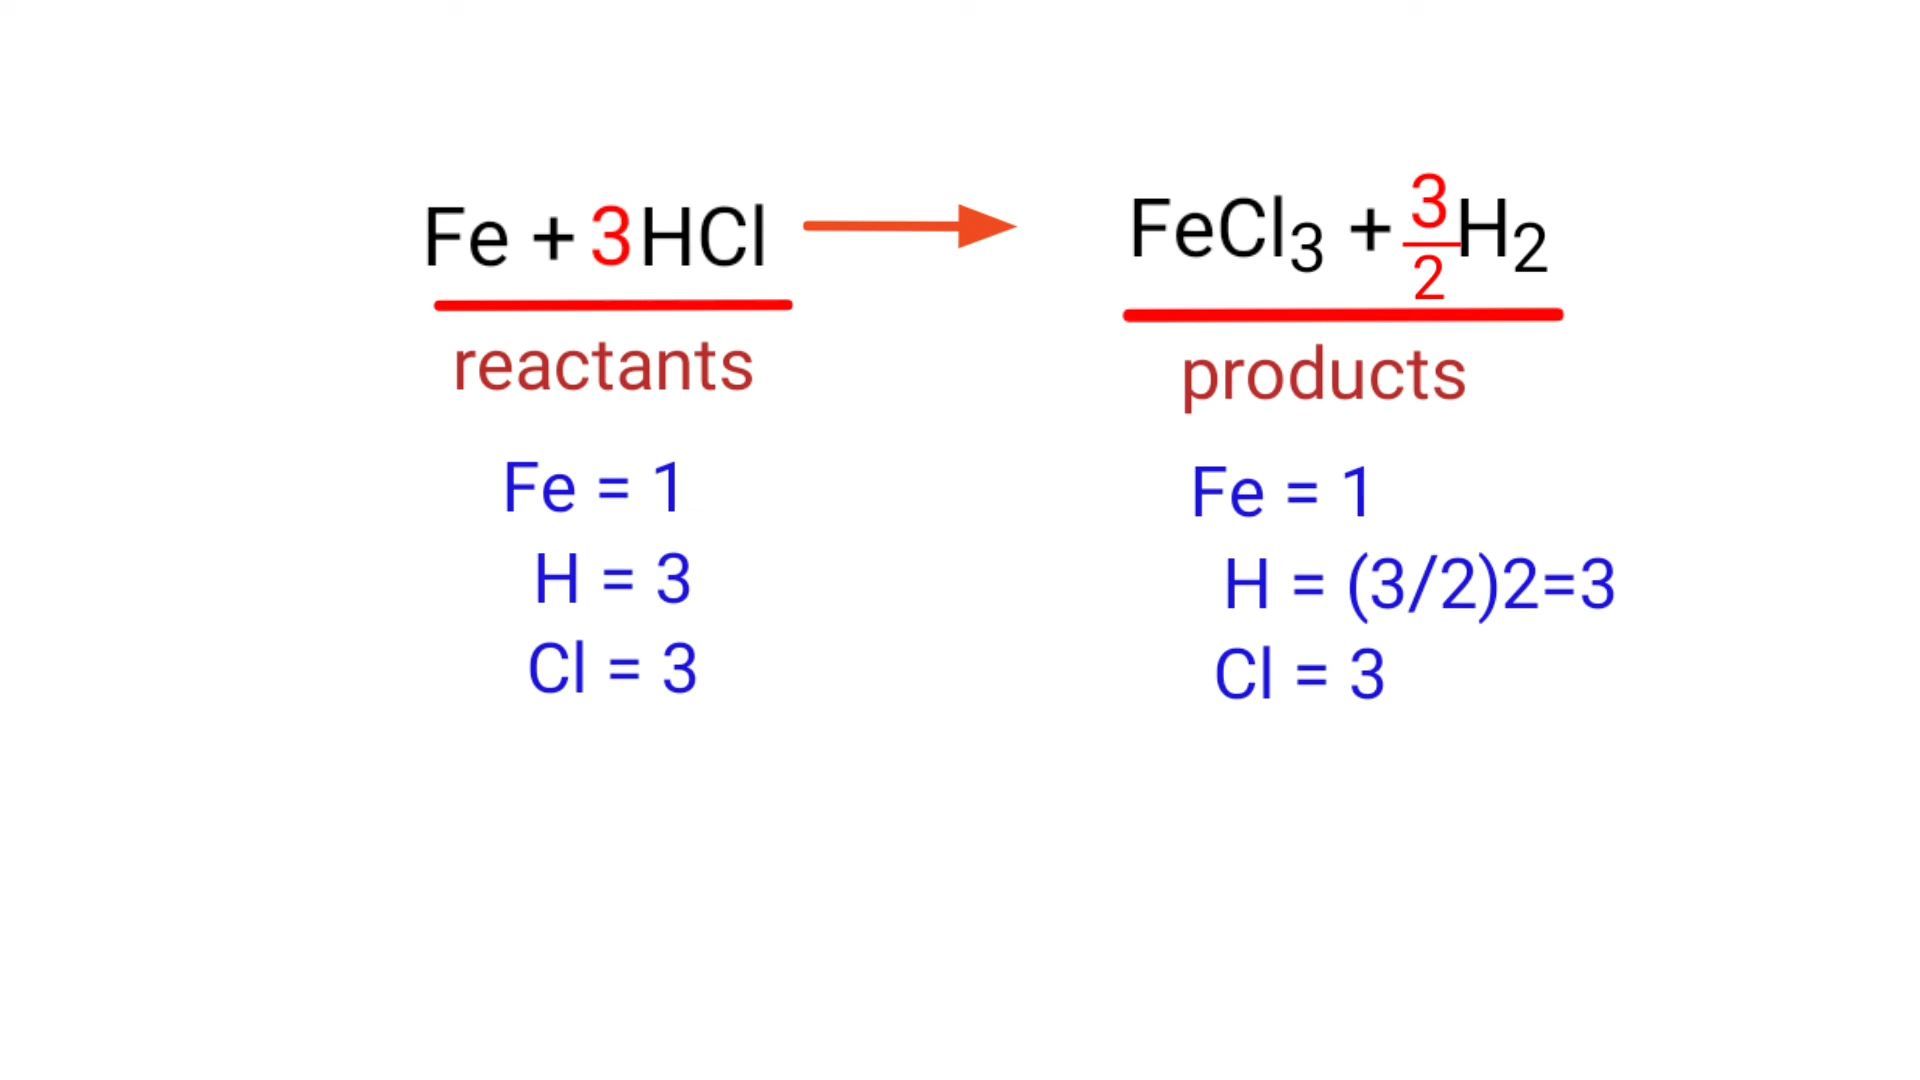 Fe + 3HCl FeCl3 + 3/2H2
reactants
products
Fe = 1
H = 3
Cl = 3
Fe = 1
H = (3/2)2=3
Cl = 3